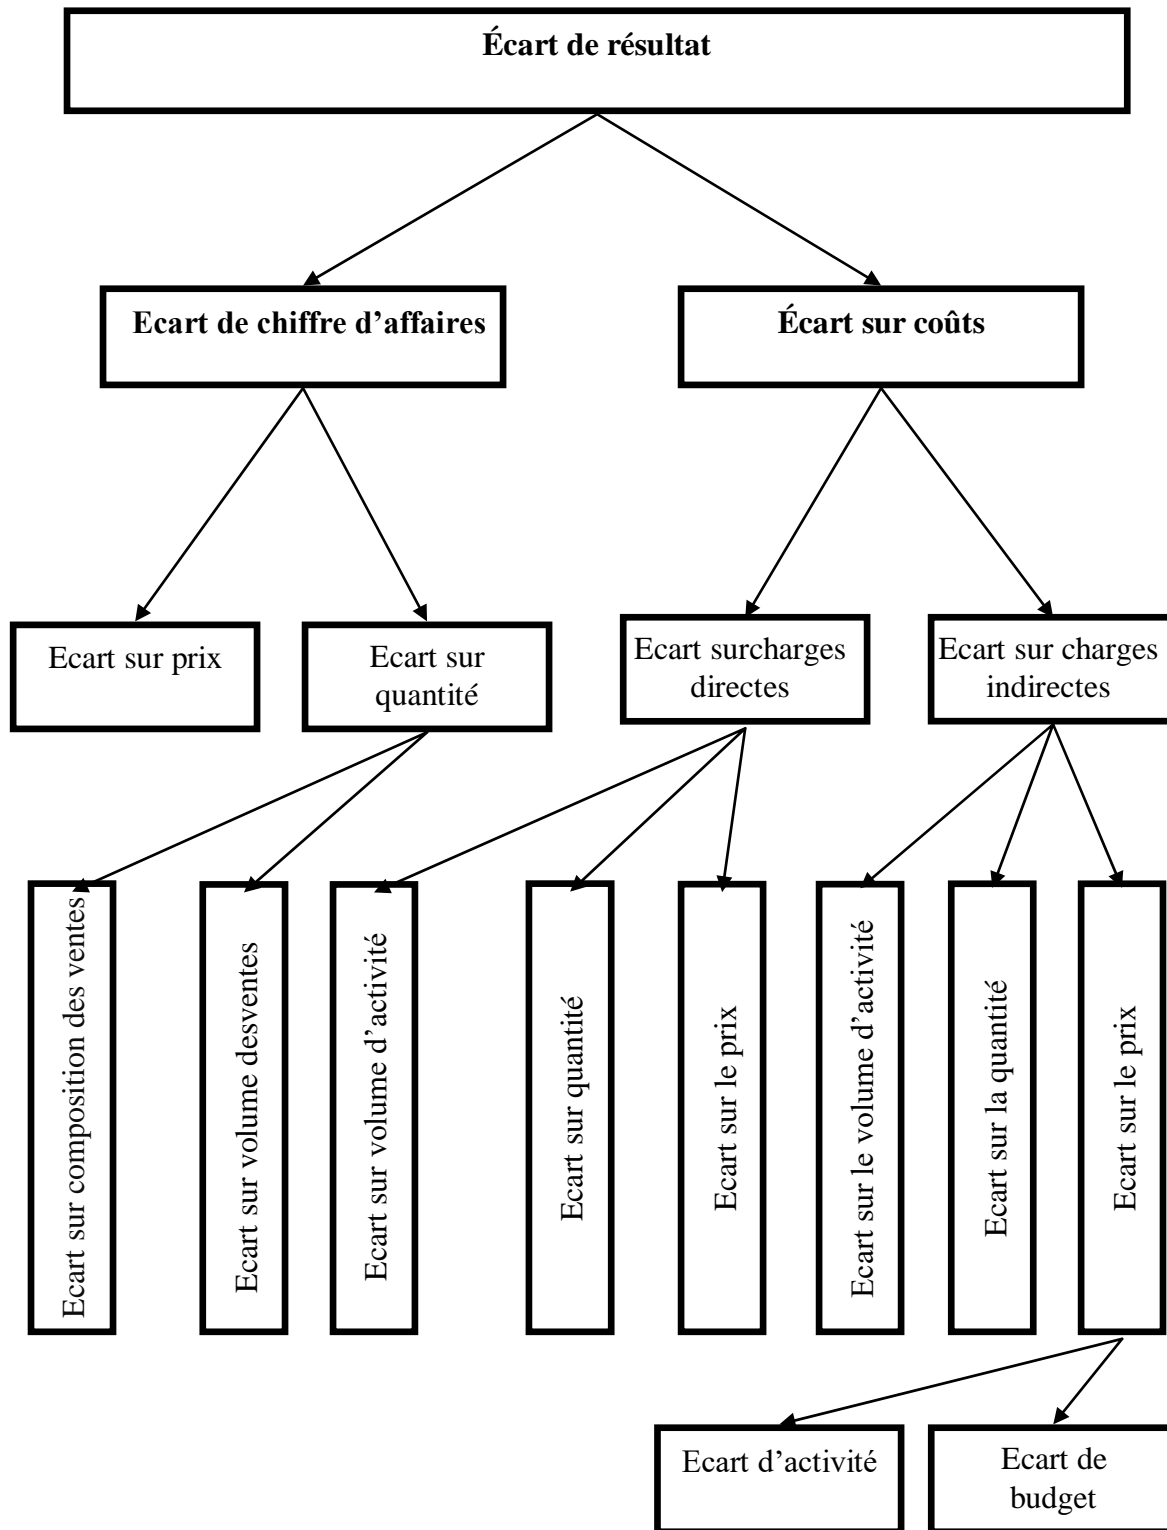 Écart de résultat
Ecart de chiffre d’affaires
Écart sur coûts
Ecart sur prix
Ecart sur
quantité
Ecart surcharges
directes
Ecart sur charges
indirectes
Ecart sur composition des ventes
Ecart sur volume desventes
Ecart sur volume d’activité
Ecart sur quantité
Ecart sur le prix
Ecart sur le volume d’activité
Ecart sur la quantité
Ecart sur le prix
Ecart d’activité
Ecart de
budget